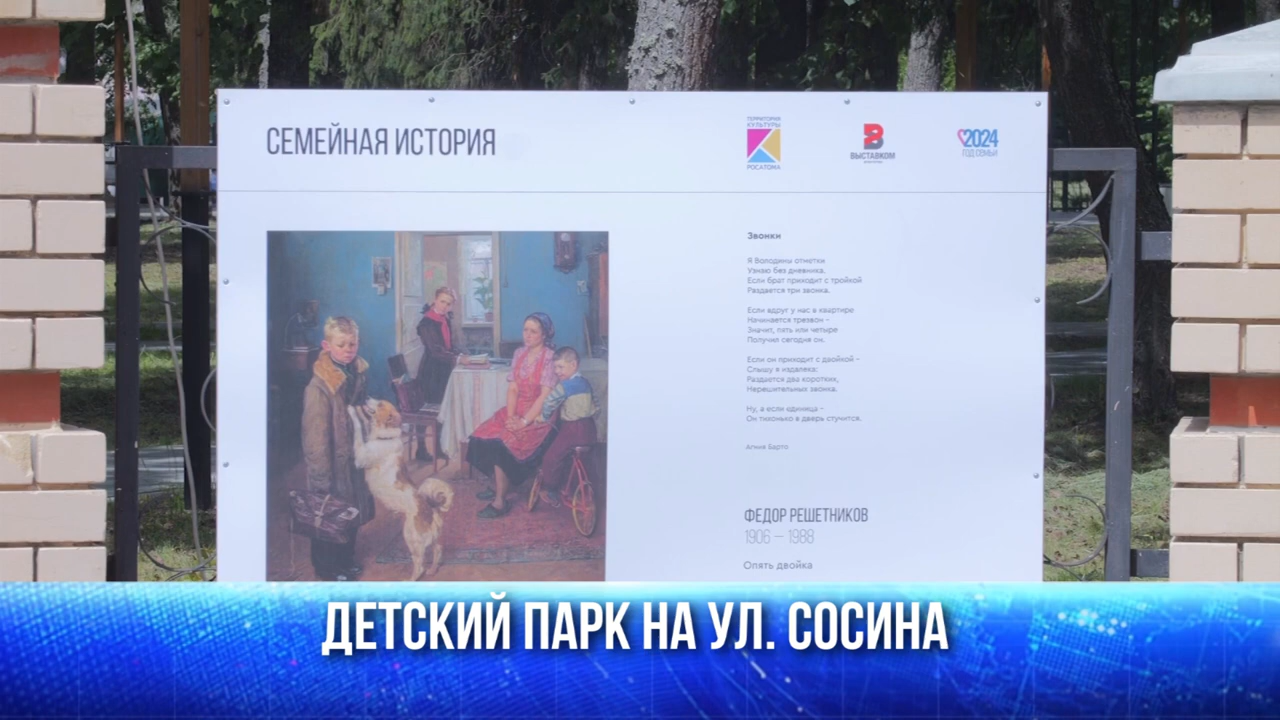 СЕМЕЙНАЯ ИСТОРИЯ
ТЕРРИТОРИЯ
КУЛЬТУРЫ
РОСАТОМА
ВЫСТАВКОМ
2024
ГОД СЕМЬИ
Звонки
Я Володины отметки
Узнаю без дневника.
Если брат приходит с тройкой
Раздается три звонка.
Если вдруг у нас в квартире
Начинается трезвон –
Значит, пять или четыре
Получил сегодня он.
Если он приходит с двойкой –
Слышу я издалека:
Раздается два коротких,
Нерешительных звонка.
Ну, а если единица –
Он тихонько в дверь стучится.
Агния Барто
ФЕДОР РЕШЕТНИКОВ
1906 – 1988
Опять двойка
ДЕТСКИЙ ПАРК НА УЛ. СОСИНА